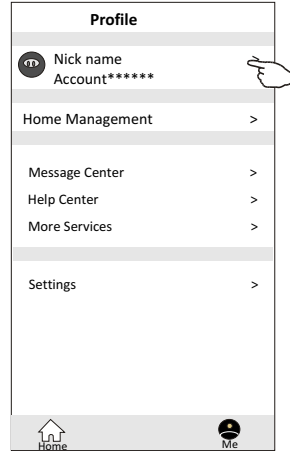 Profile
Nick name
Account******
Home Management >
Message Center >
Help Center >
More Services >
Settings >
Home Me